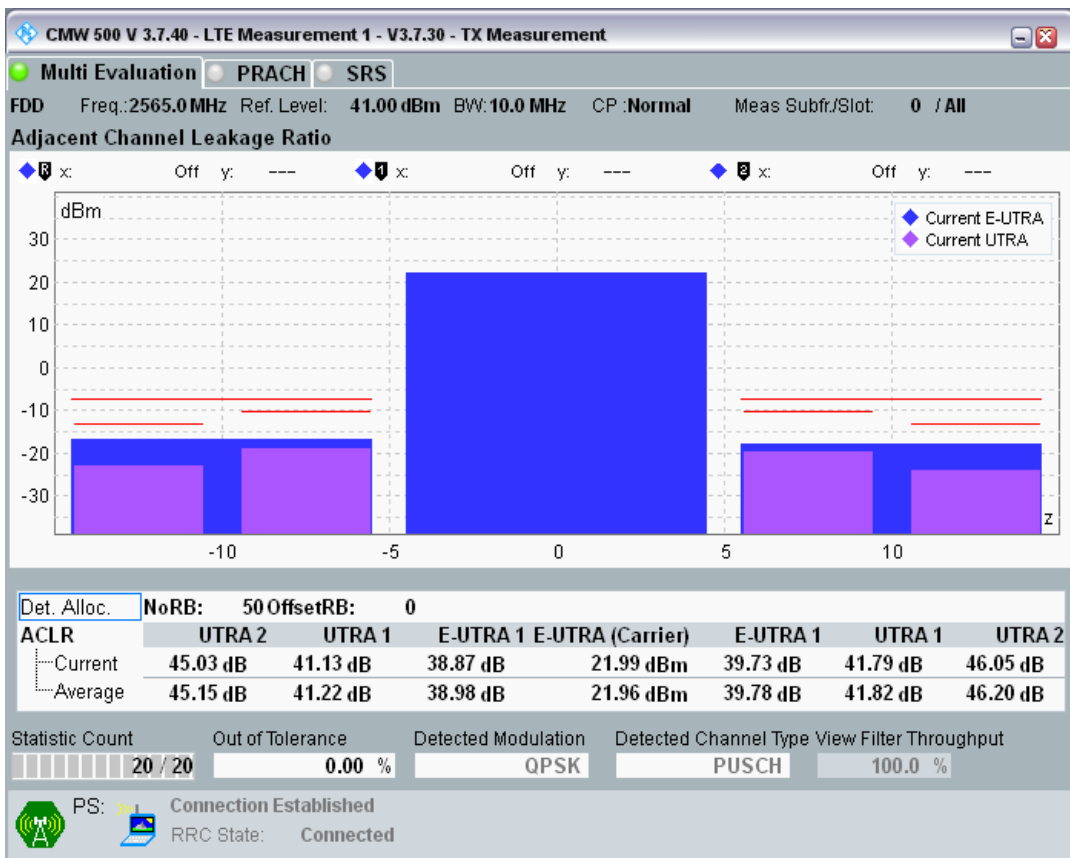 CMW 500 V 3.7.40 - LTE Measurement 1 - V3.7.30 - TX Measurement
Multi Evaluation PRACH SRS
FDD Freq.:2565.0 MHz Ref. Level: 41.00 dBm BW:10.0 MHz CP :Normal Meas Subfr./Slot: 0 / All
Adjacent Channel Leakage Ratio
R x: Off y: --- 1 x: Off y: --- 2 x: Off y: ---
dBm
Current E-UTRA
Current UTRA
30
20
10
0
-10
-20
-30
z
-10 -5 0 5 10
Det. Alloc. NoRB: 50 OffsetRB: 0
ACLR UTRA 2 UTRA 1 E-UTRA 1 E-UTRA (Carrier) E-UTRA 1 UTRA 1 UTRA 2
Current 45.03 dB 41.13 dB 38.87 dB 21.99 dBm 39.73 dB 41.79 dB 46.05 dB
Average 45.15 dB 41.22 dB 38.98 dB 21.96 dBm 39.78 dB 41.82 dB 46.20 dB
Statistic Count Out of Tolerance Detected Modulation Detected Channel Type View Filter Throughput
20 / 20 0.00 % QPSK PUSCH 100.0 %
PS: Connection Established
RRC State: Connected